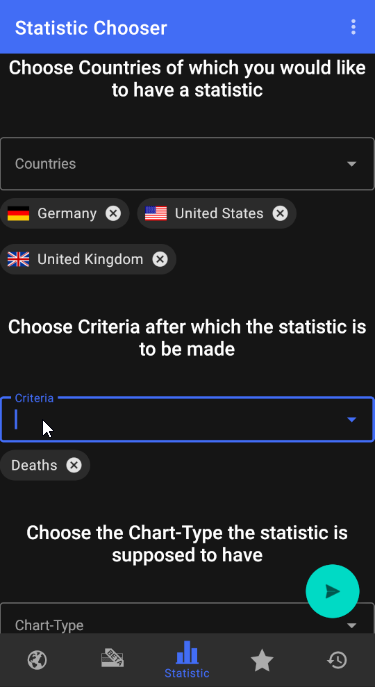 Statistic Chooser
Choose Countries of which you would like
to have a statistic
Countries
Germany
United States
United Kingdom
Choose Criteria after which the statistic is
to be made
Criteria
Deaths
Choose the Chart-Type the statistic is
supposed to have
Chart-Type
Statistic